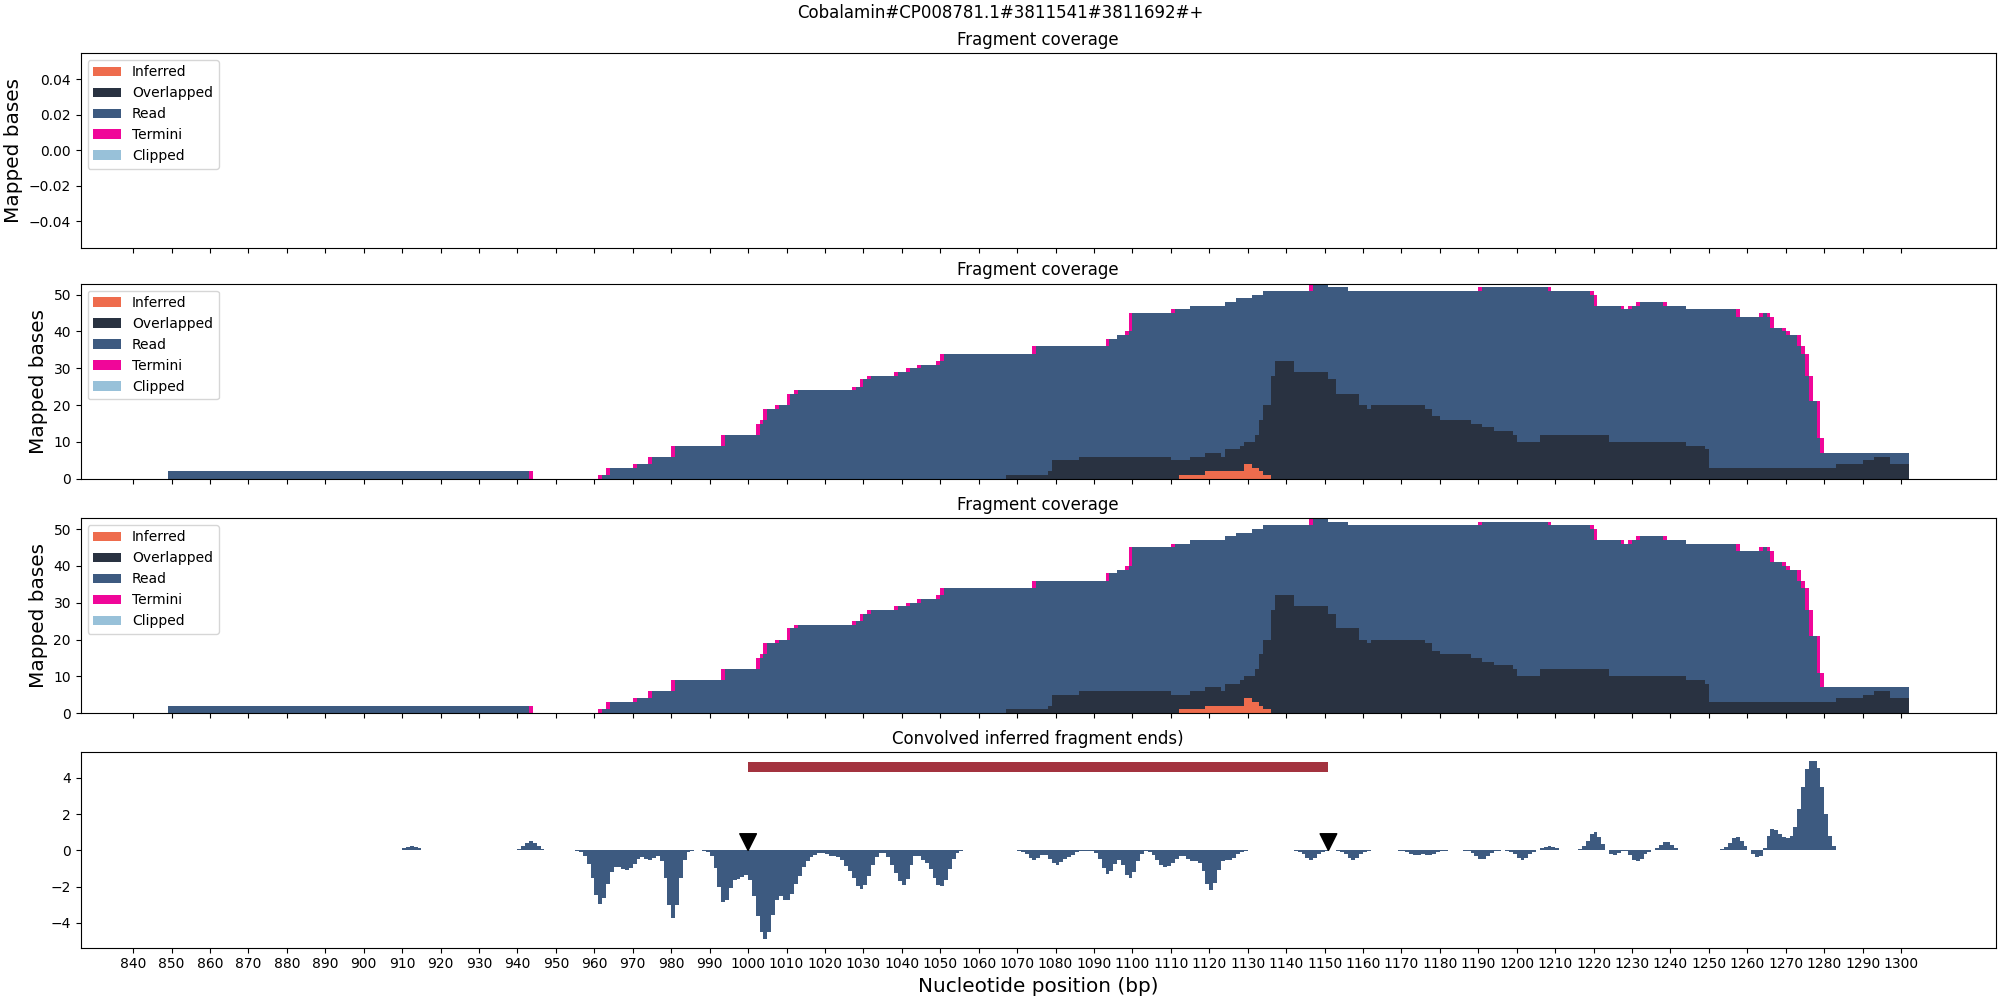 Cobalamin#CP008781.1#3811541#3811692#+
Fragment coverage
Mapped bases
0.04
0.02
0.00
−0.02
−0.04
Inferred
Overlapped
Read
Termini
Clipped
Fragment coverage
Mapped bases
50
40
30
20
10
0
Inferred
Overlapped
Read
Termini
Clipped
Fragment coverage
Mapped bases
50
40
30
20
10
0
Inferred
Overlapped
Read
Termini
Clipped
Convolved inferred fragment ends)
4
2
0
−2
−4
840 850 860 870 880 890 900 910 920 930 940 950 960 970 980 990 1000 1010 1020 1030 1040 1050 1060 1070 1080 1090 1100 1110 1120 1130 1140 1150 1160 1170 1180 1190 1200 1210 1220 1230 1240 1250 1260 1270 1280 1290 1300
Nucleotide position (bp)